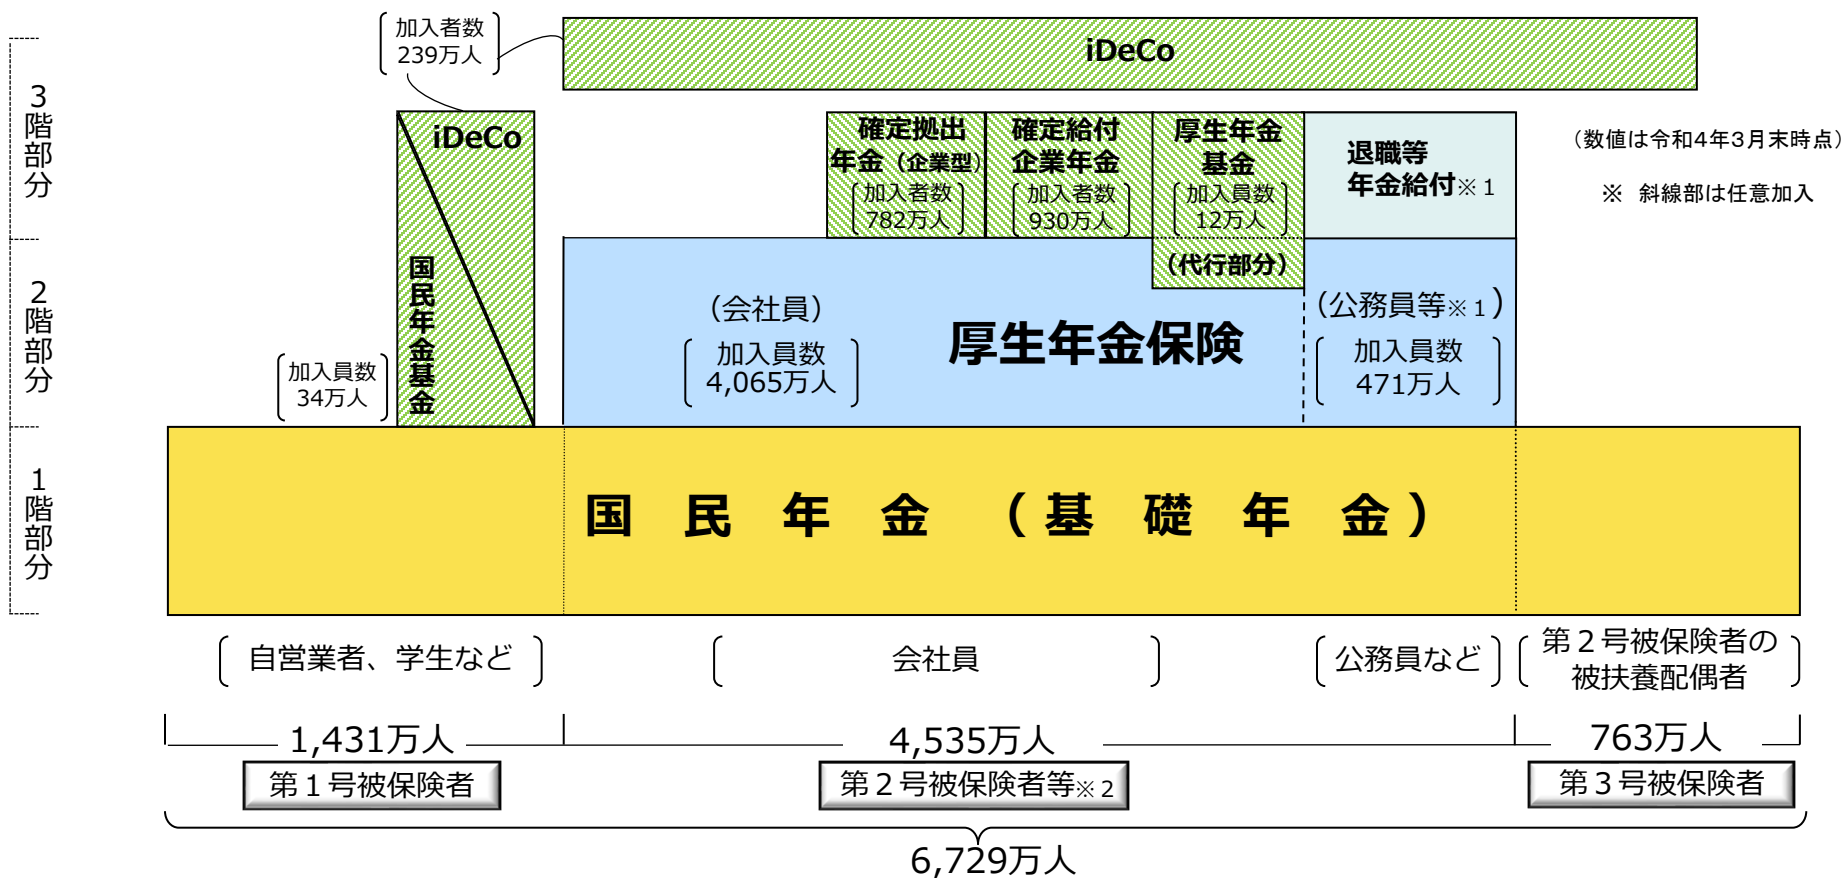 加入者数
239万人
iDeCo
3階部分
iDeCo
国民年金基金
確定拠出
年金（企業型）
加入者数
782万人
確定給付
企業年金
加入者数
930万人
厚生年金
基金
加入員数
12万人
（代行部分）
退職等
年金給付※１
（数値は令和4年3月末時点）
※　斜線部は任意加入
2階部分
加入員数
34万人
（会社員）
加入員数
4,065万人
厚生年金保険
（公務員等※１）
加入員数
471万人
1階部分
国民年金（基礎年金）
自営業者、学生など
会社員
公務員など
第２号被保険者の
被扶養配偶者
1,431万人
4,535万人
763万人
第１号被保険者
第２号被保険者等※２
第３号被保険者
6,729万人